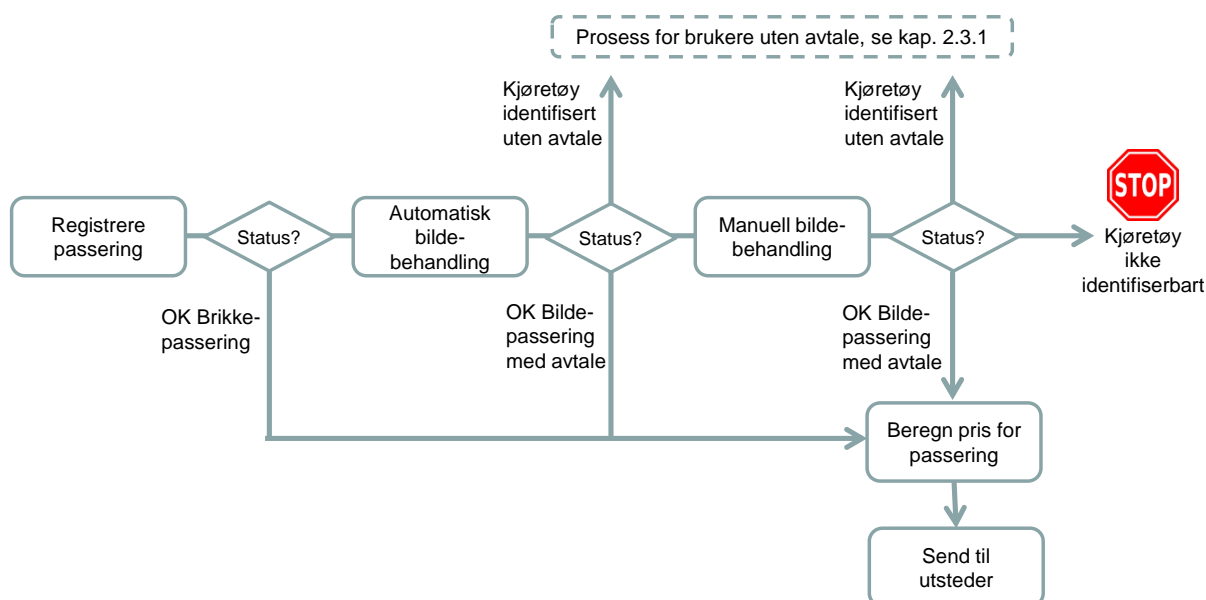 Prosess for brukere uten avtale, se kap. 2.3.1
Kjøretøy
identifisert
uten avtale
Kjøretøy
identifisert
uten avtale
STOP
Registrere
passering
Status?
Automatisk
bilde-
behandling
Status?
Manuell bilde-
behandling
Status?
Kjøretøy
ikke
identifiserbart
OK Brikke-
passering
OK Bilde-
passering
med avtale
OK Bilde-
passering
med avtale
Beregn pris for
passering
Send til
utsteder